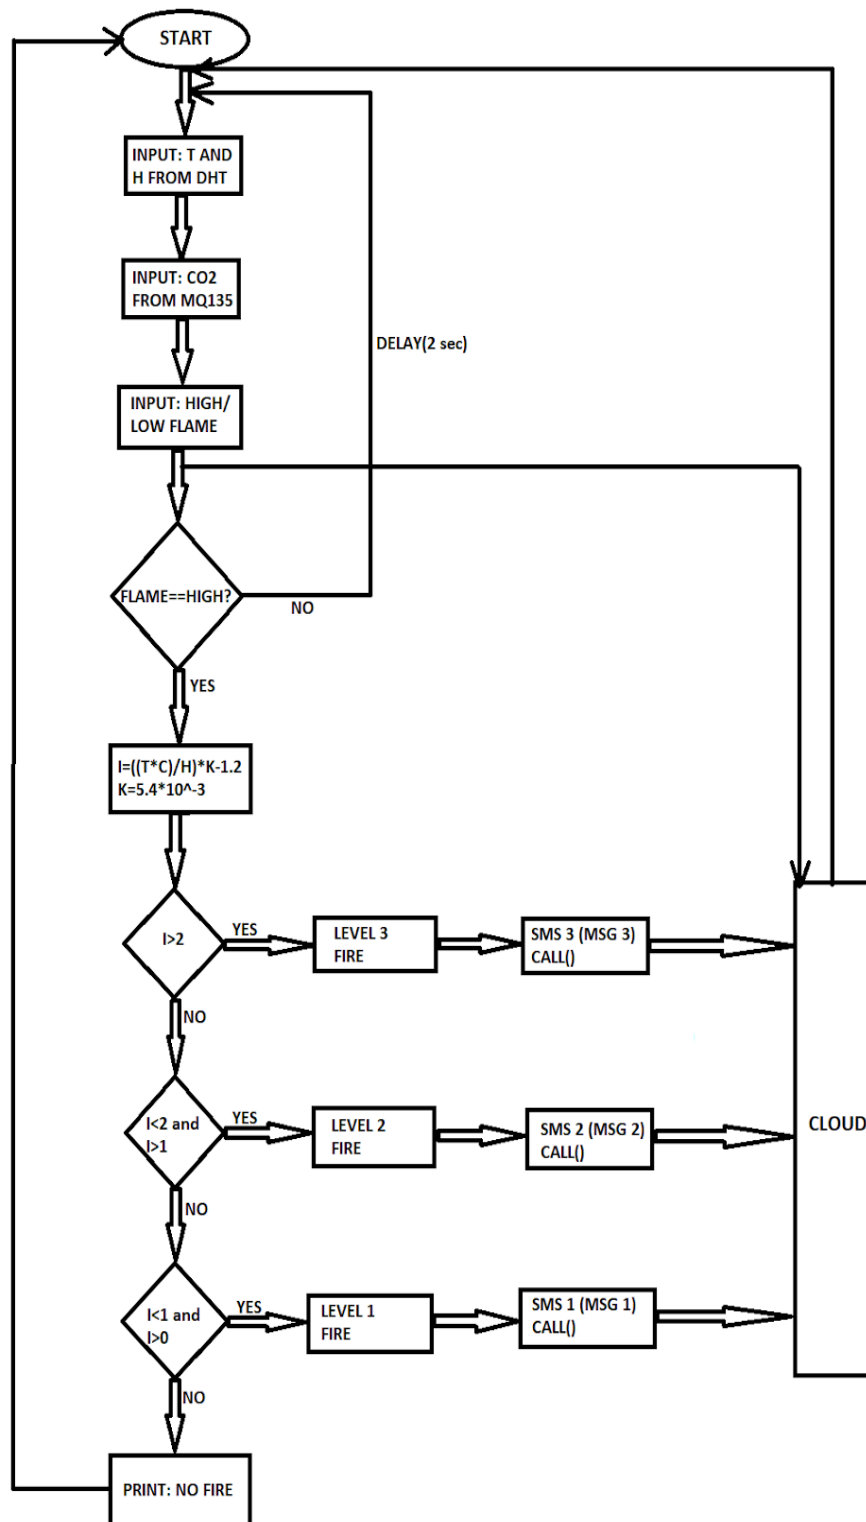 START
INPUT: T AND
H FROM DHT
INPUT: CO2
FROM MQ135
DELAY(2 sec)
INPUT: HIGH/
LOW FLAME
FLAME==HIGH?
NO
YES
I=((T*C)/H)*K-1.2
K=5.4*10^-3
I>2
YES
LEVEL 3
FIRE
SMS 3 (MSG 3)
CALL()
NO
I<2 and
I>1
YES
LEVEL 2
FIRE
SMS 2 (MSG 2)
CALL()
CLOUD
NO
I<1 and
I>0
YES
LEVEL 1
FIRE
SMS 1 (MSG 1)
CALL()
NO
PRINT: NO FIRE